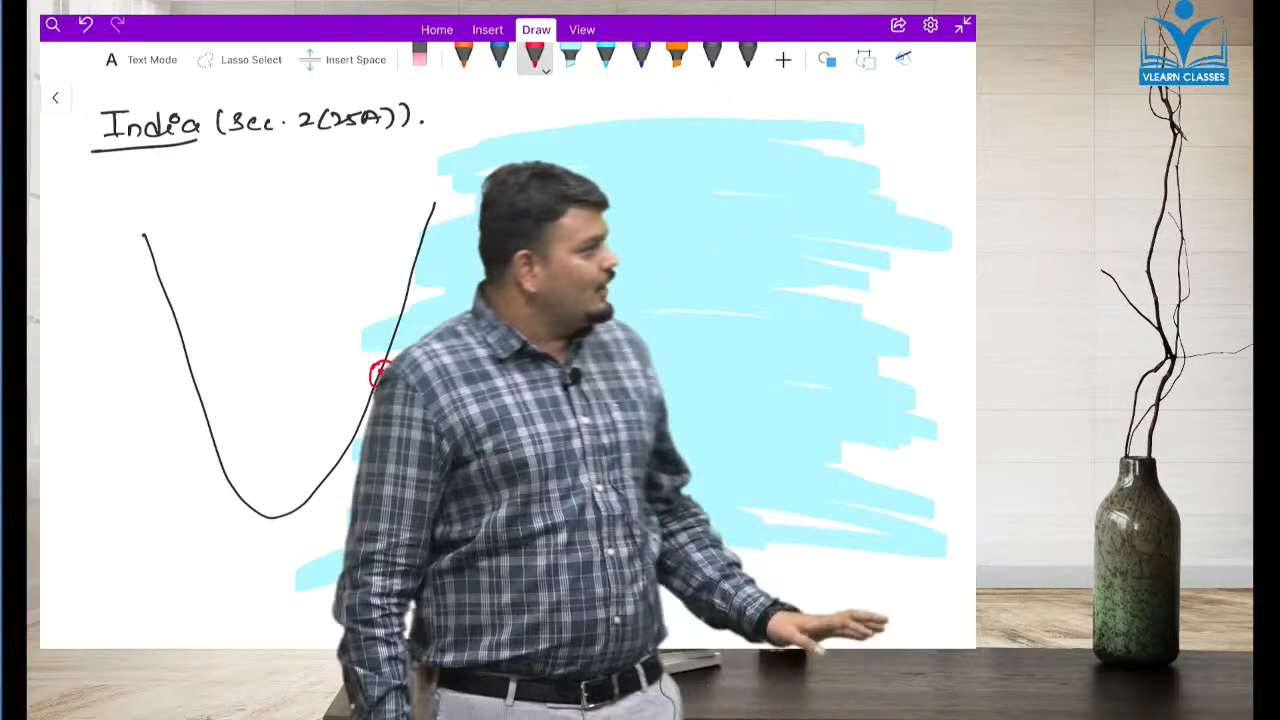 Home Insert Draw View
Text Mode Lasso Select Insert Space
VLEARN CLASSES
India (Sec. 2(25A)).